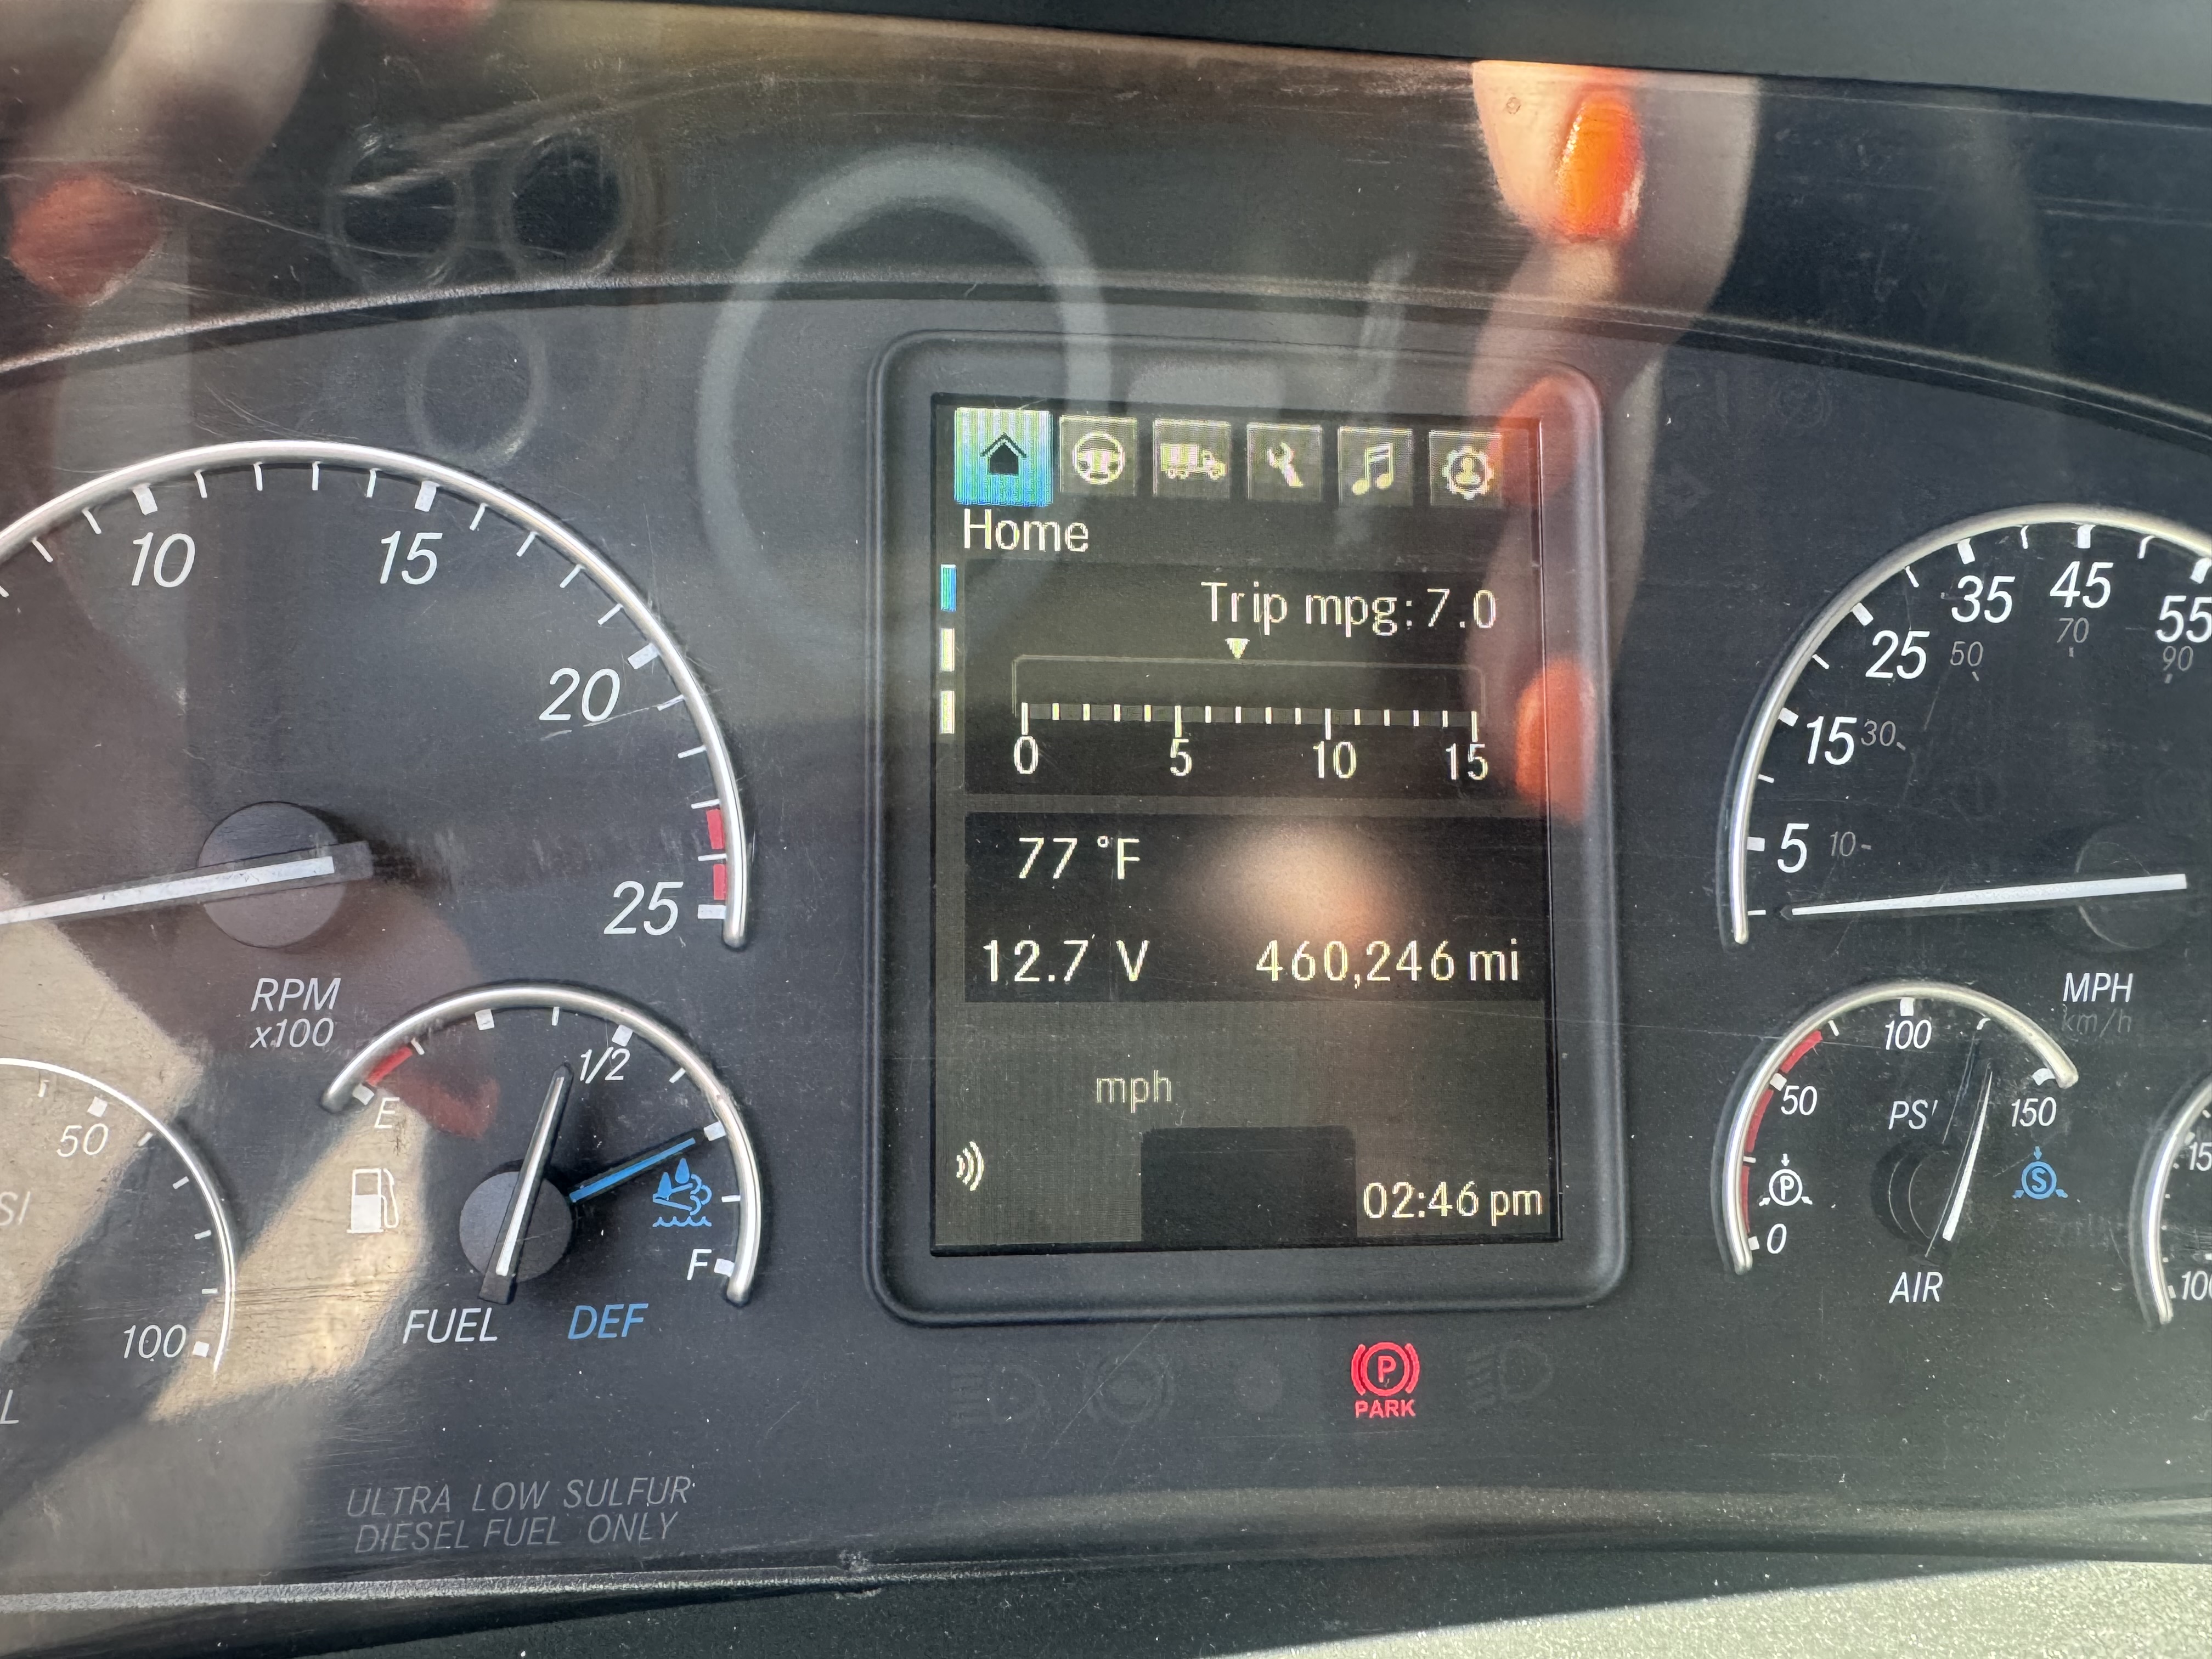 Home
Trip mpg: 7.0
0 5 10 15
77 °F
12.7 V 460,246 mi
mph
02:46 pm
10 15 20 25
RPM
x100
E 1/2 F
FUEL DEF
50
100
ULTRA LOW SULFUR
DIESEL FUEL ONLY
5 15 25 35 45 55
10 30 50 70 90
MPH
km/h
0 50 100 150
PSI
AIR
P
S
P
PARK